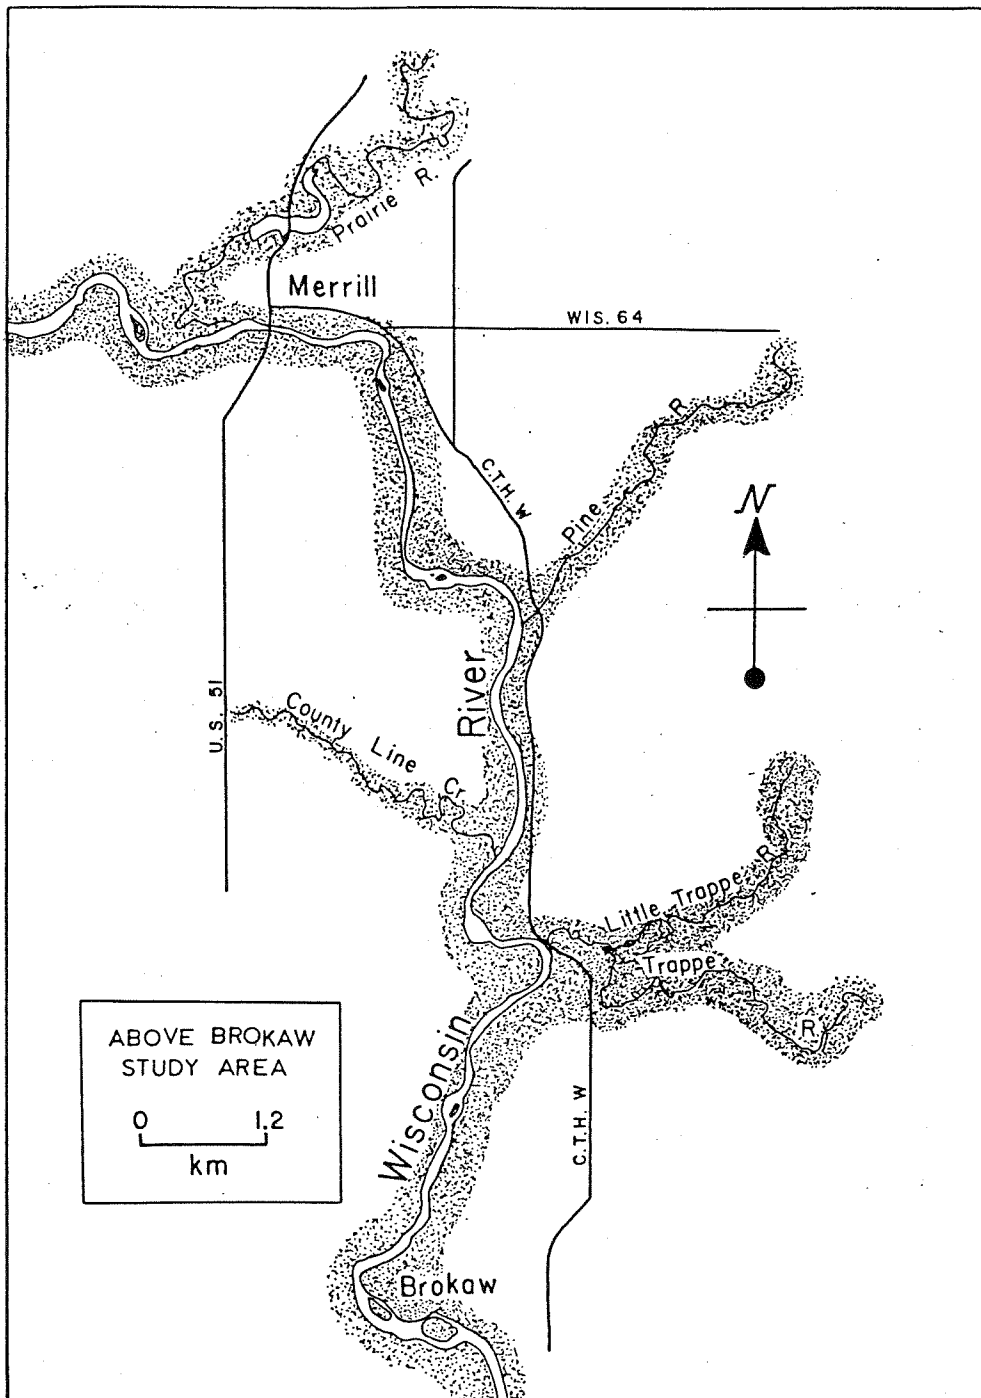 Prairie R.
Merrill
WIS. 64
Pine R.
C.T.H. W
N
River
U.S. 51
County Line Cr.
Little Trappe R.
Trappe R.
Wisconsin
ABOVE BROKAW
STUDY AREA
0 1.2
km
C.T.H. W
Brokaw